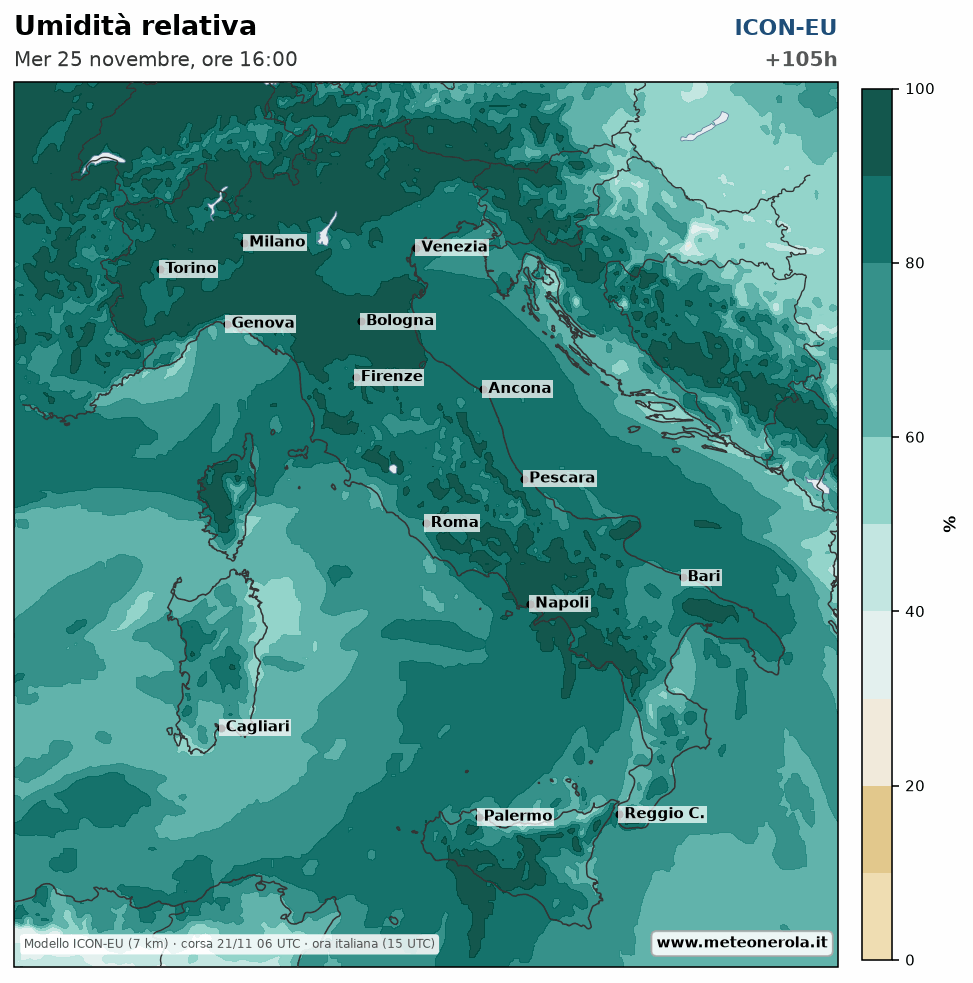 Umidità relativa
ICON-EU
Mer 25 novembre, ore 16:00
+105h
100
80
60
40
20
0
%
Milano
Venezia
Torino
Genova
Bologna
Firenze
Ancona
Pescara
Roma
Bari
Napoli
Cagliari
Palermo
Reggio C.
Modello ICON-EU (7 km) · corsa 21/11 06 UTC · ora italiana (15 UTC)
www.meteonerola.it